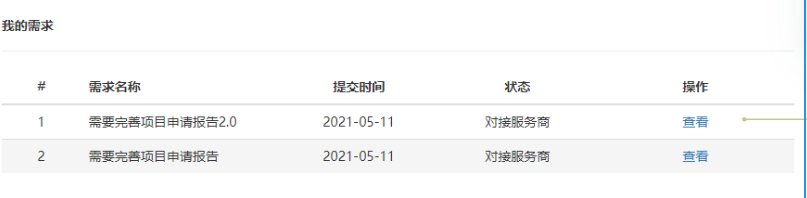 我的需求
# 需求名称 提交时间 状态 操作
1 需要完善项目申请报告2.0 2021-05-11 对接服务商 查看
2 需要完善项目申请报告 2021-05-11 对接服务商 查看